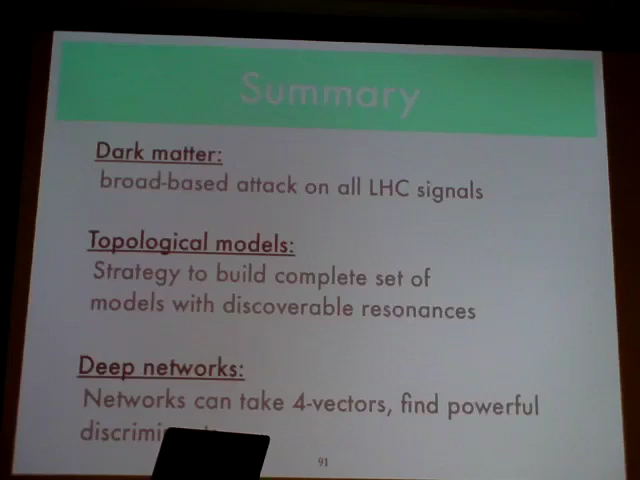 Summary
Dark matter:
broad-based attack on all LHC signals
Topological models:
Strategy to build complete set of
models with discoverable resonances
Deep networks:
Networks can take 4-vectors, find powerful
91